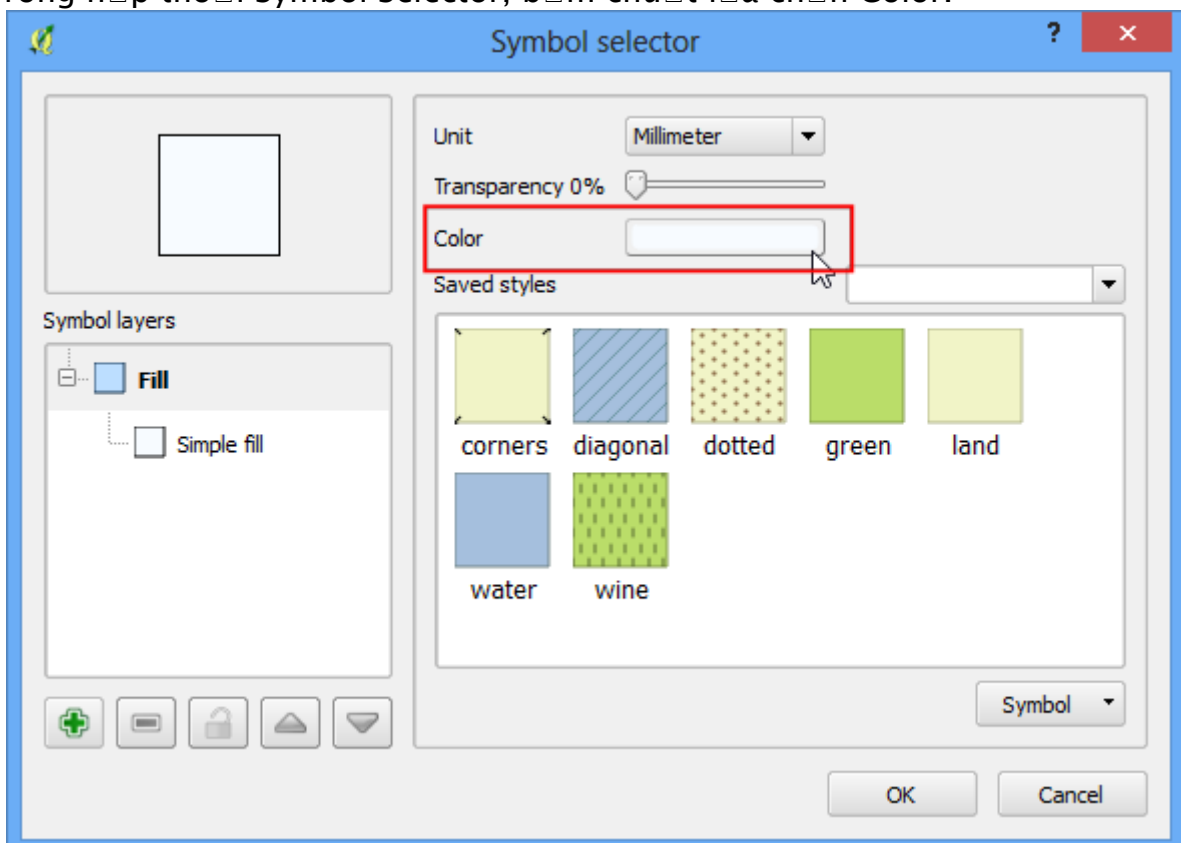 Symbol selector
Unit Millimeter
Transparency 0%
Color
Saved styles
Symbol layers
Fill
Simple fill
corners diagonal dotted green land
water wine
Symbol
OK Cancel